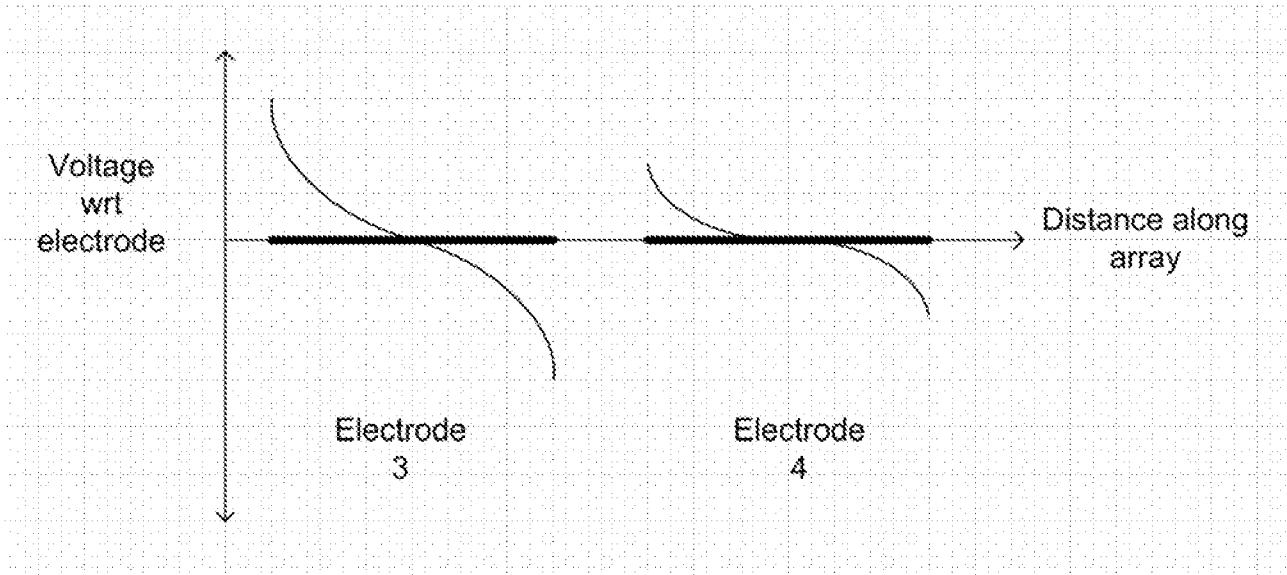 Voltage
wrt
electrode
Distance along
array
Electrode
3
Electrode
4